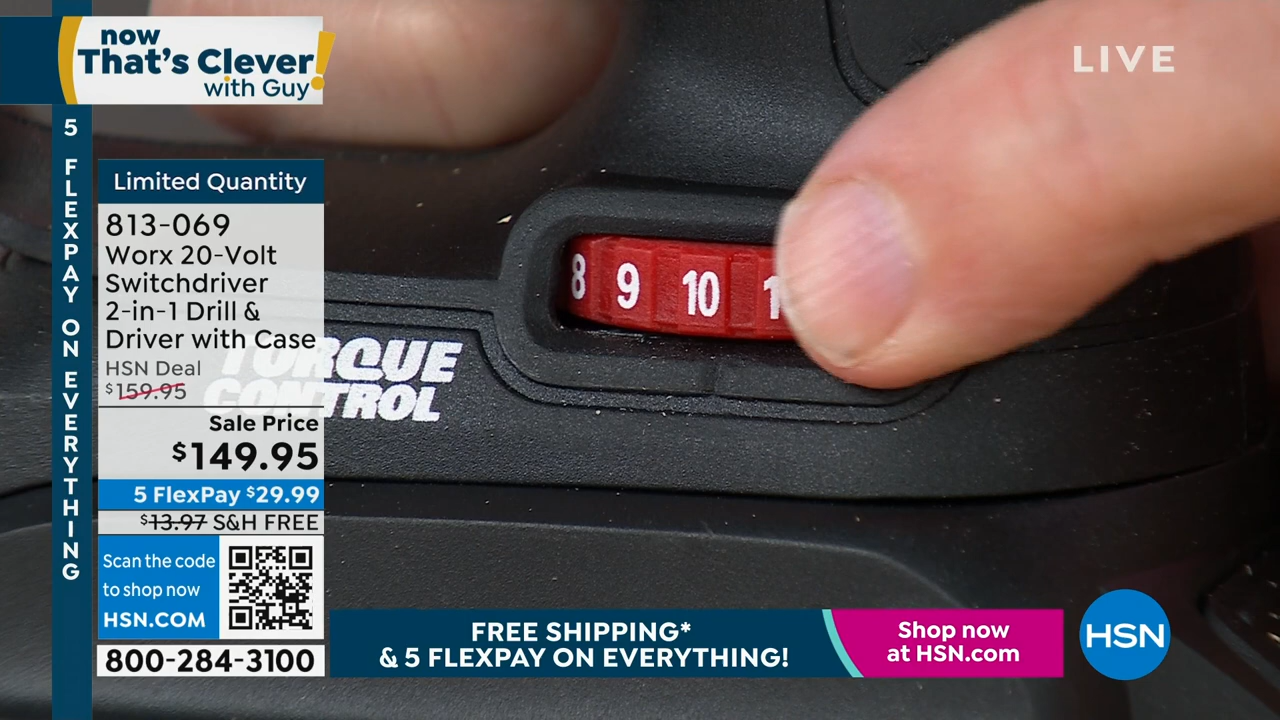 now
That's Clever!
with Guy
LIVE
5 FLEXPAY ON EVERYTHING
Limited Quantity
813-069
Worx 20-Volt
Switchdriver
2-in-1 Drill &
Driver with Case
HSN Deal
$159.95
Sale Price
$149.95
5 FlexPay $29.99
$13.97 S&H FREE
Scan the code
to shop now
HSN.COM
800-284-3100
8 9 10
TORQUE
CONTROL
FREE SHIPPING*
& 5 FLEXPAY ON EVERYTHING!
Shop now
at HSN.com
HSN